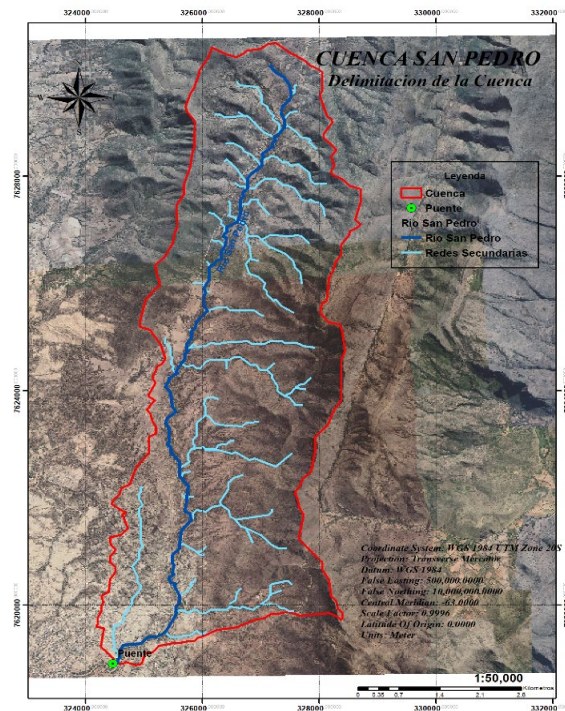 324000 326000 328000 330000 332000
CUENCA SAN PEDRO
Delimitacion de la Cuenca
N
S
Leyenda
Cuenca
Puente
Rio San Pedro
Rio San Pedro
Redes Secundarias
7628000
7624000
7620000
Coordinate System: WGS 1984 UTM Zone 20S
Projection: Transverse Mercator
Datum: WGS 1984
False Easting: 500,000.0000
False Northing: 10,000,000.0000
Central Meridian: -63.0000
Scale Factor: 0.9996
Latitude Of Origin: 0.0000
Units: Meter
Puente
1:50,000
Kilometros
0 0.35 0.7 1.4 2.1 2.8
324000 326000 328000 330000 332000